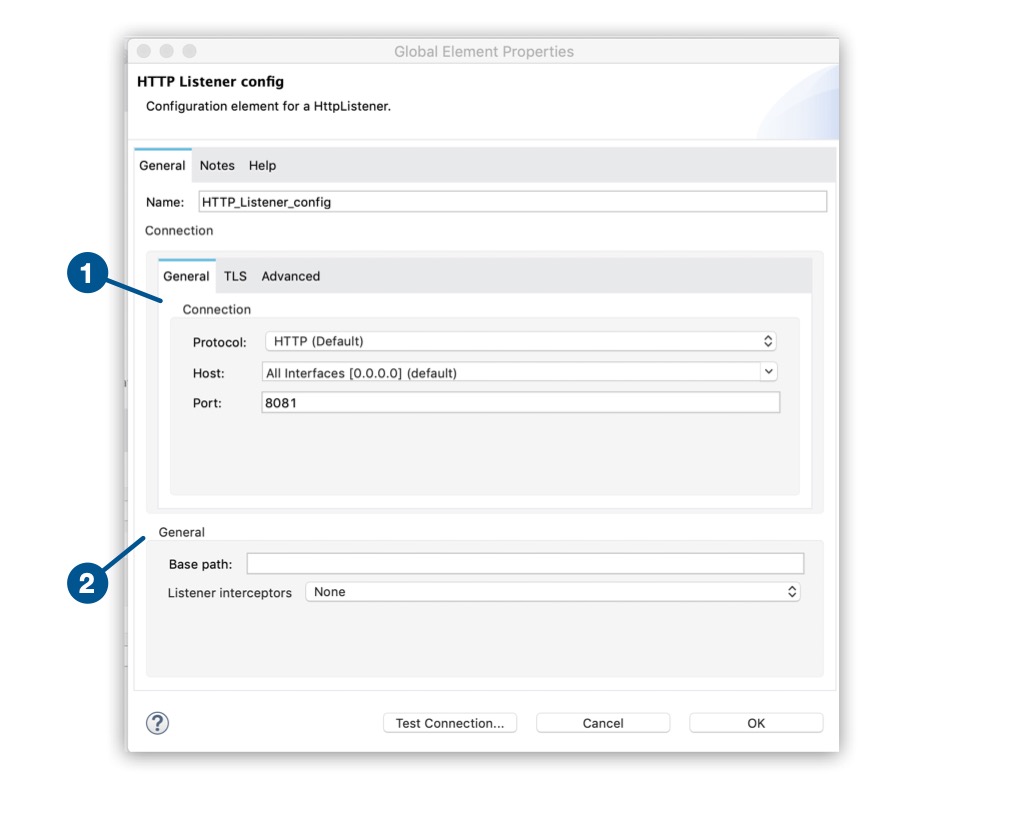 Global Element Properties
HTTP Listener config
Configuration element for a HttpListener.
General Notes Help
Name: HTTP_Listener_config
Connection
1
General TLS Advanced
Connection
Protocol: HTTP (Default)
Host: All Interfaces [0.0.0.0] (default)
Port: 8081
General
Base path:
2
Listener interceptors None
? Test Connection... Cancel OK